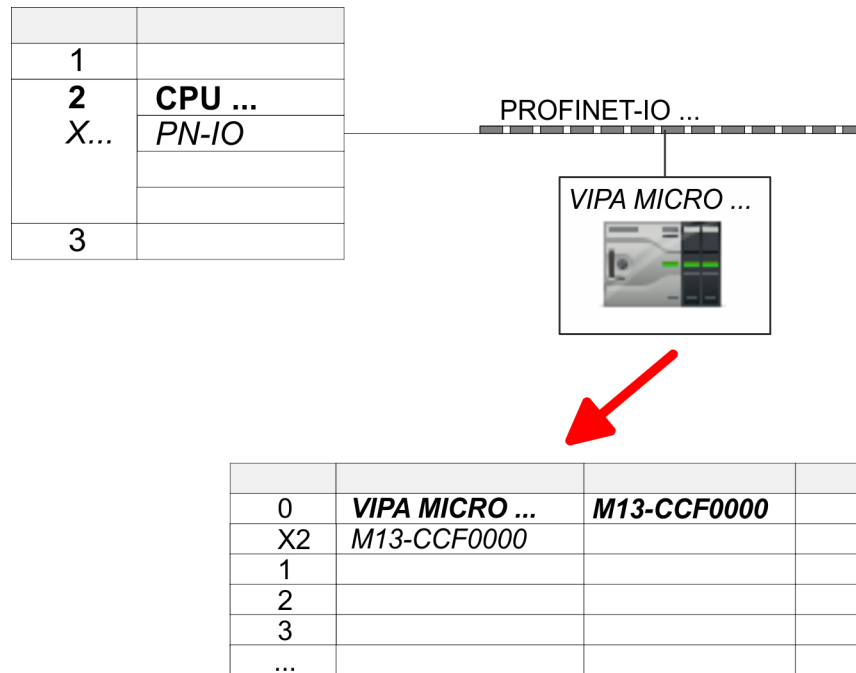 1
2 CPU ...
X... PN-IO
3
PROFINET-IO ...
VIPA MICRO ...
0 VIPA MICRO ... M13-CCF0000
X2 M13-CCF0000
1
2
3
...